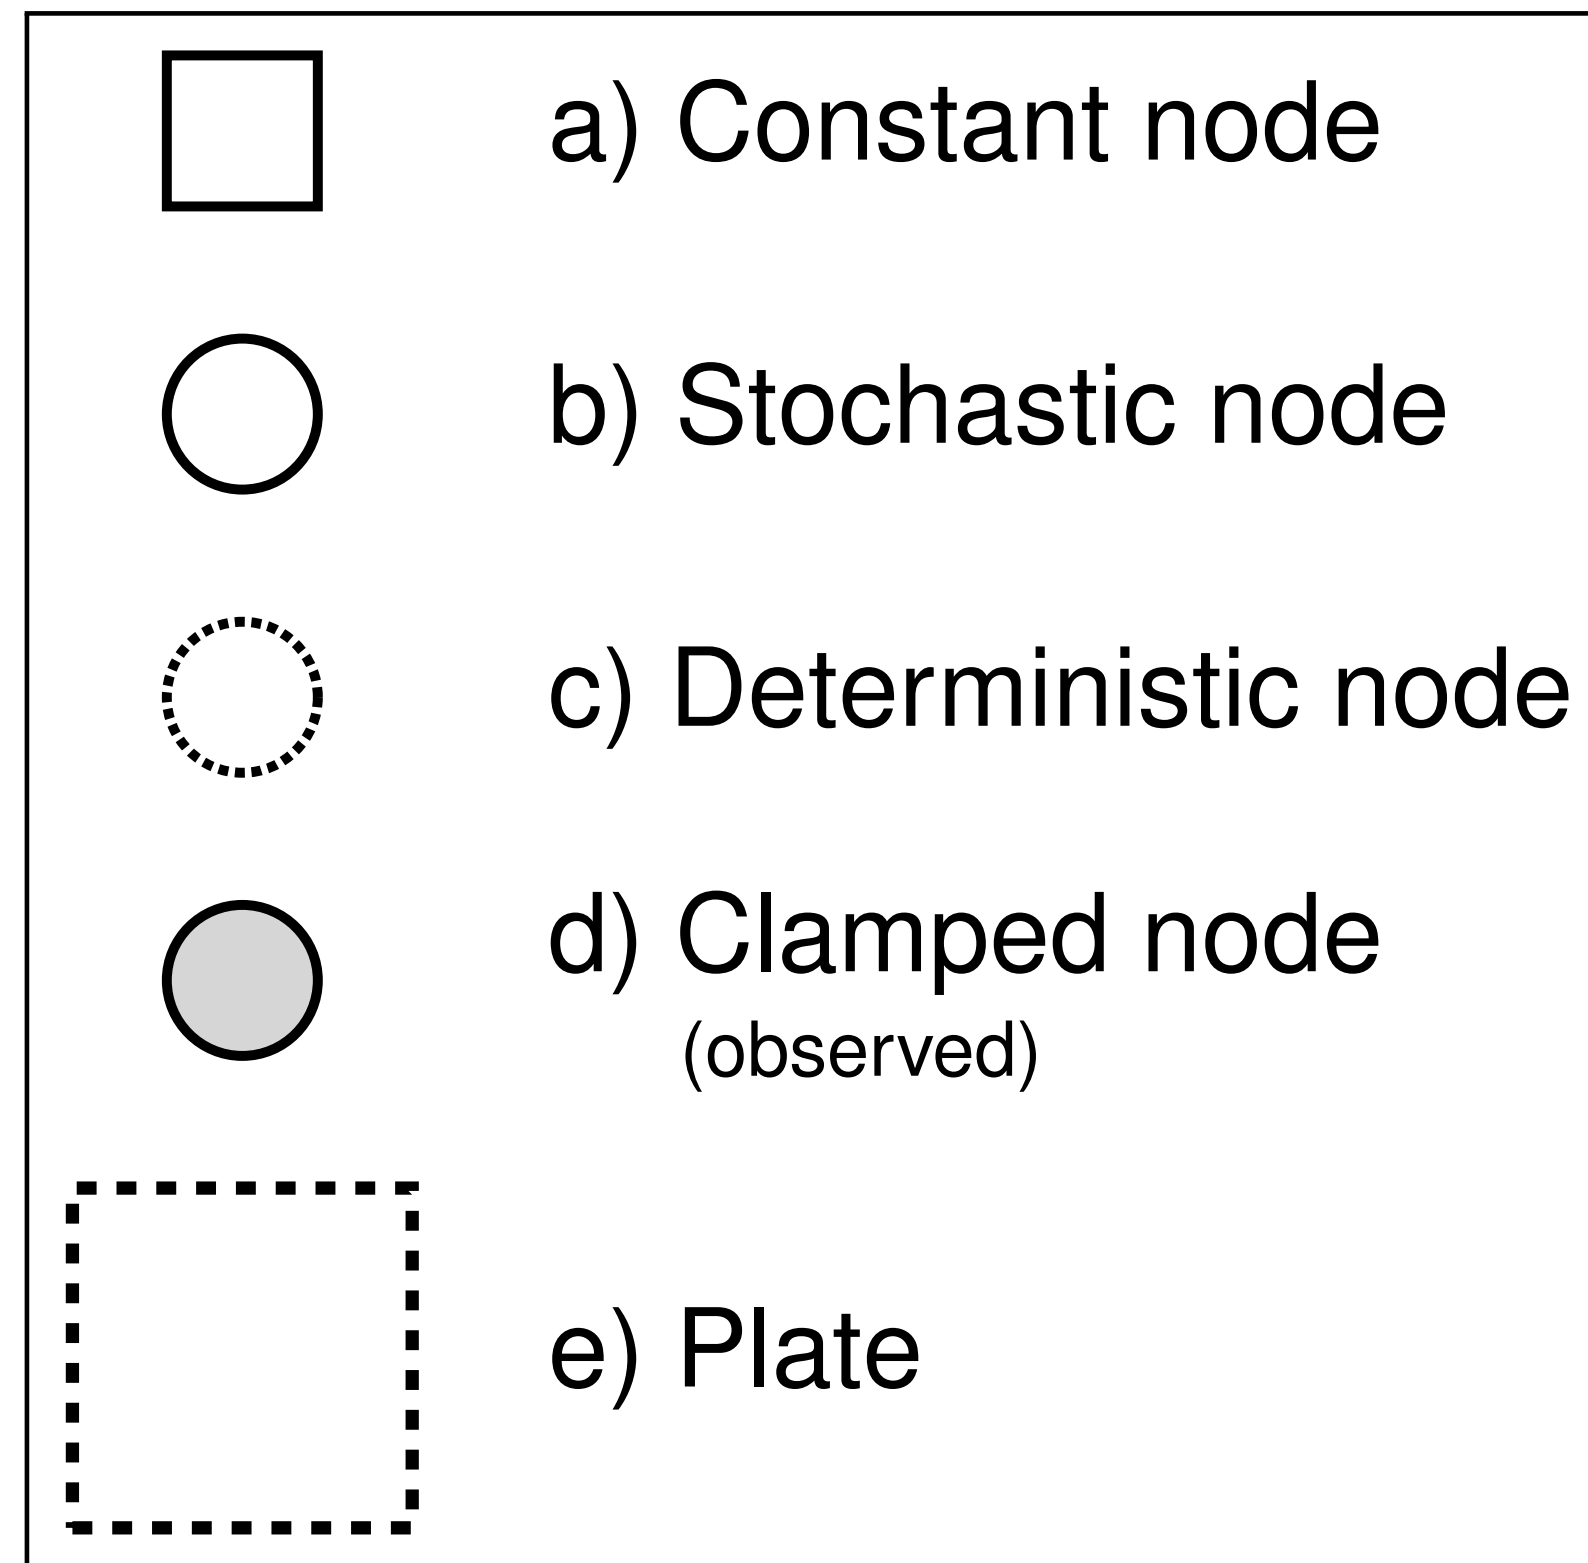 a) Constant node
b) Stochastic node
c) Deterministic node
d) Clamped node
(observed)
e) Plate